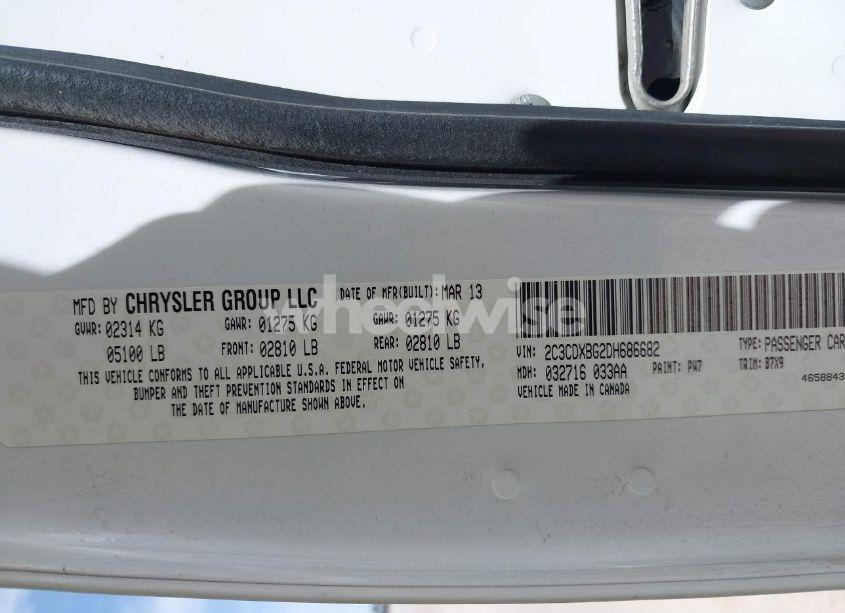 MFD BY CHRYSLER GROUP LLC DATE OF MFR(BUILT): MAR 13
GVWR: 02314 KG GAWR: 01275 KG GAWR: 01275 KG
05100 LB FRONT: 02810 LB REAR: 02810 LB
THIS VEHICLE CONFORMS TO ALL APPLICABLE U.S.A. FEDERAL MOTOR VEHICLE SAFETY,
BUMPER AND THEFT PREVENTION STANDARDS IN EFFECT ON
THE DATE OF MANUFACTURE SHOWN ABOVE.
VIN: 2C3CDXBG2DH686682 TYPE: PASSENGER CAR
MDH: 032716 033AA PAINT: PW7 TRIM: B7X9
VEHICLE MADE IN CANADA 4658843
wheelwise